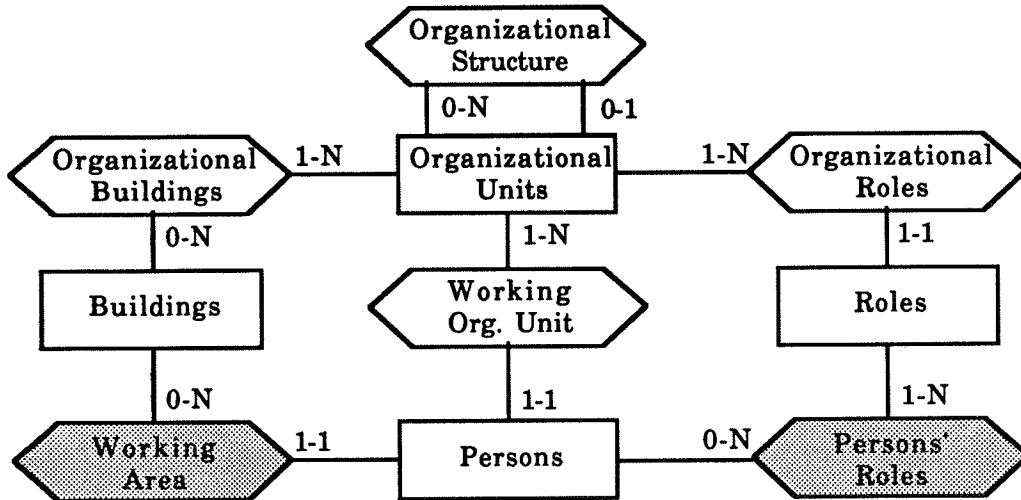 Organizational
Structure
0-N
0-1
Organizational
Buildings
1-N
Organizational
Units
1-N
Organizational
Roles
0-N
1-N
1-1
Buildings
Working
Org. Unit
Roles
0-N
1-1
1-N
Working
Area
1-1
Persons
0-N
Persons'
Roles